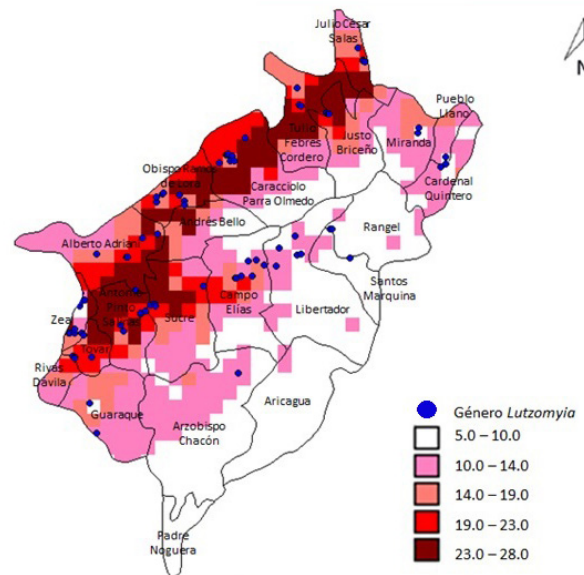 Julio César
Salas
N
Pueblo
Llano
Tulio
Febres
Cordero
Justo
Briceño
Miranda
Obispo Ramos
de Lora
Caracciolo
Parra Olmedo
Cardenal
Quintero
Andrés Bello
Rangel
Alberto Adriani
Santos
Marquina
Antonio
Pinto
Salinas
Campo
Elías
Libertador
Zea
Sucre
Tovar
Rivas
Dávila
Guaraque
Aricagua
Arzobispo
Chacón
Padre
Noguera
Género Lutzomyia
5.0 – 10.0
10.0 – 14.0
14.0 – 19.0
19.0 – 23.0
23.0 – 28.0